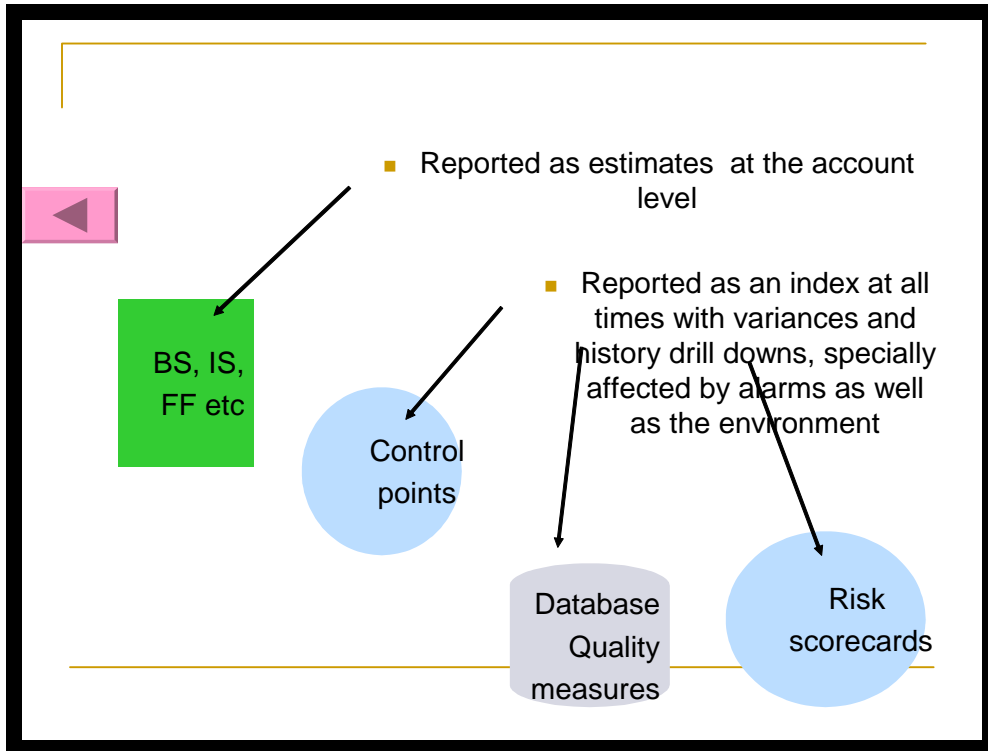 Reported as estimates at the account
level
Reported as an index at all
times with variances and
history drill downs, specially
affected by alarms as well
as the environment
BS, IS,
FF etc
Control
points
Database
Quality
measures
Risk
scorecards